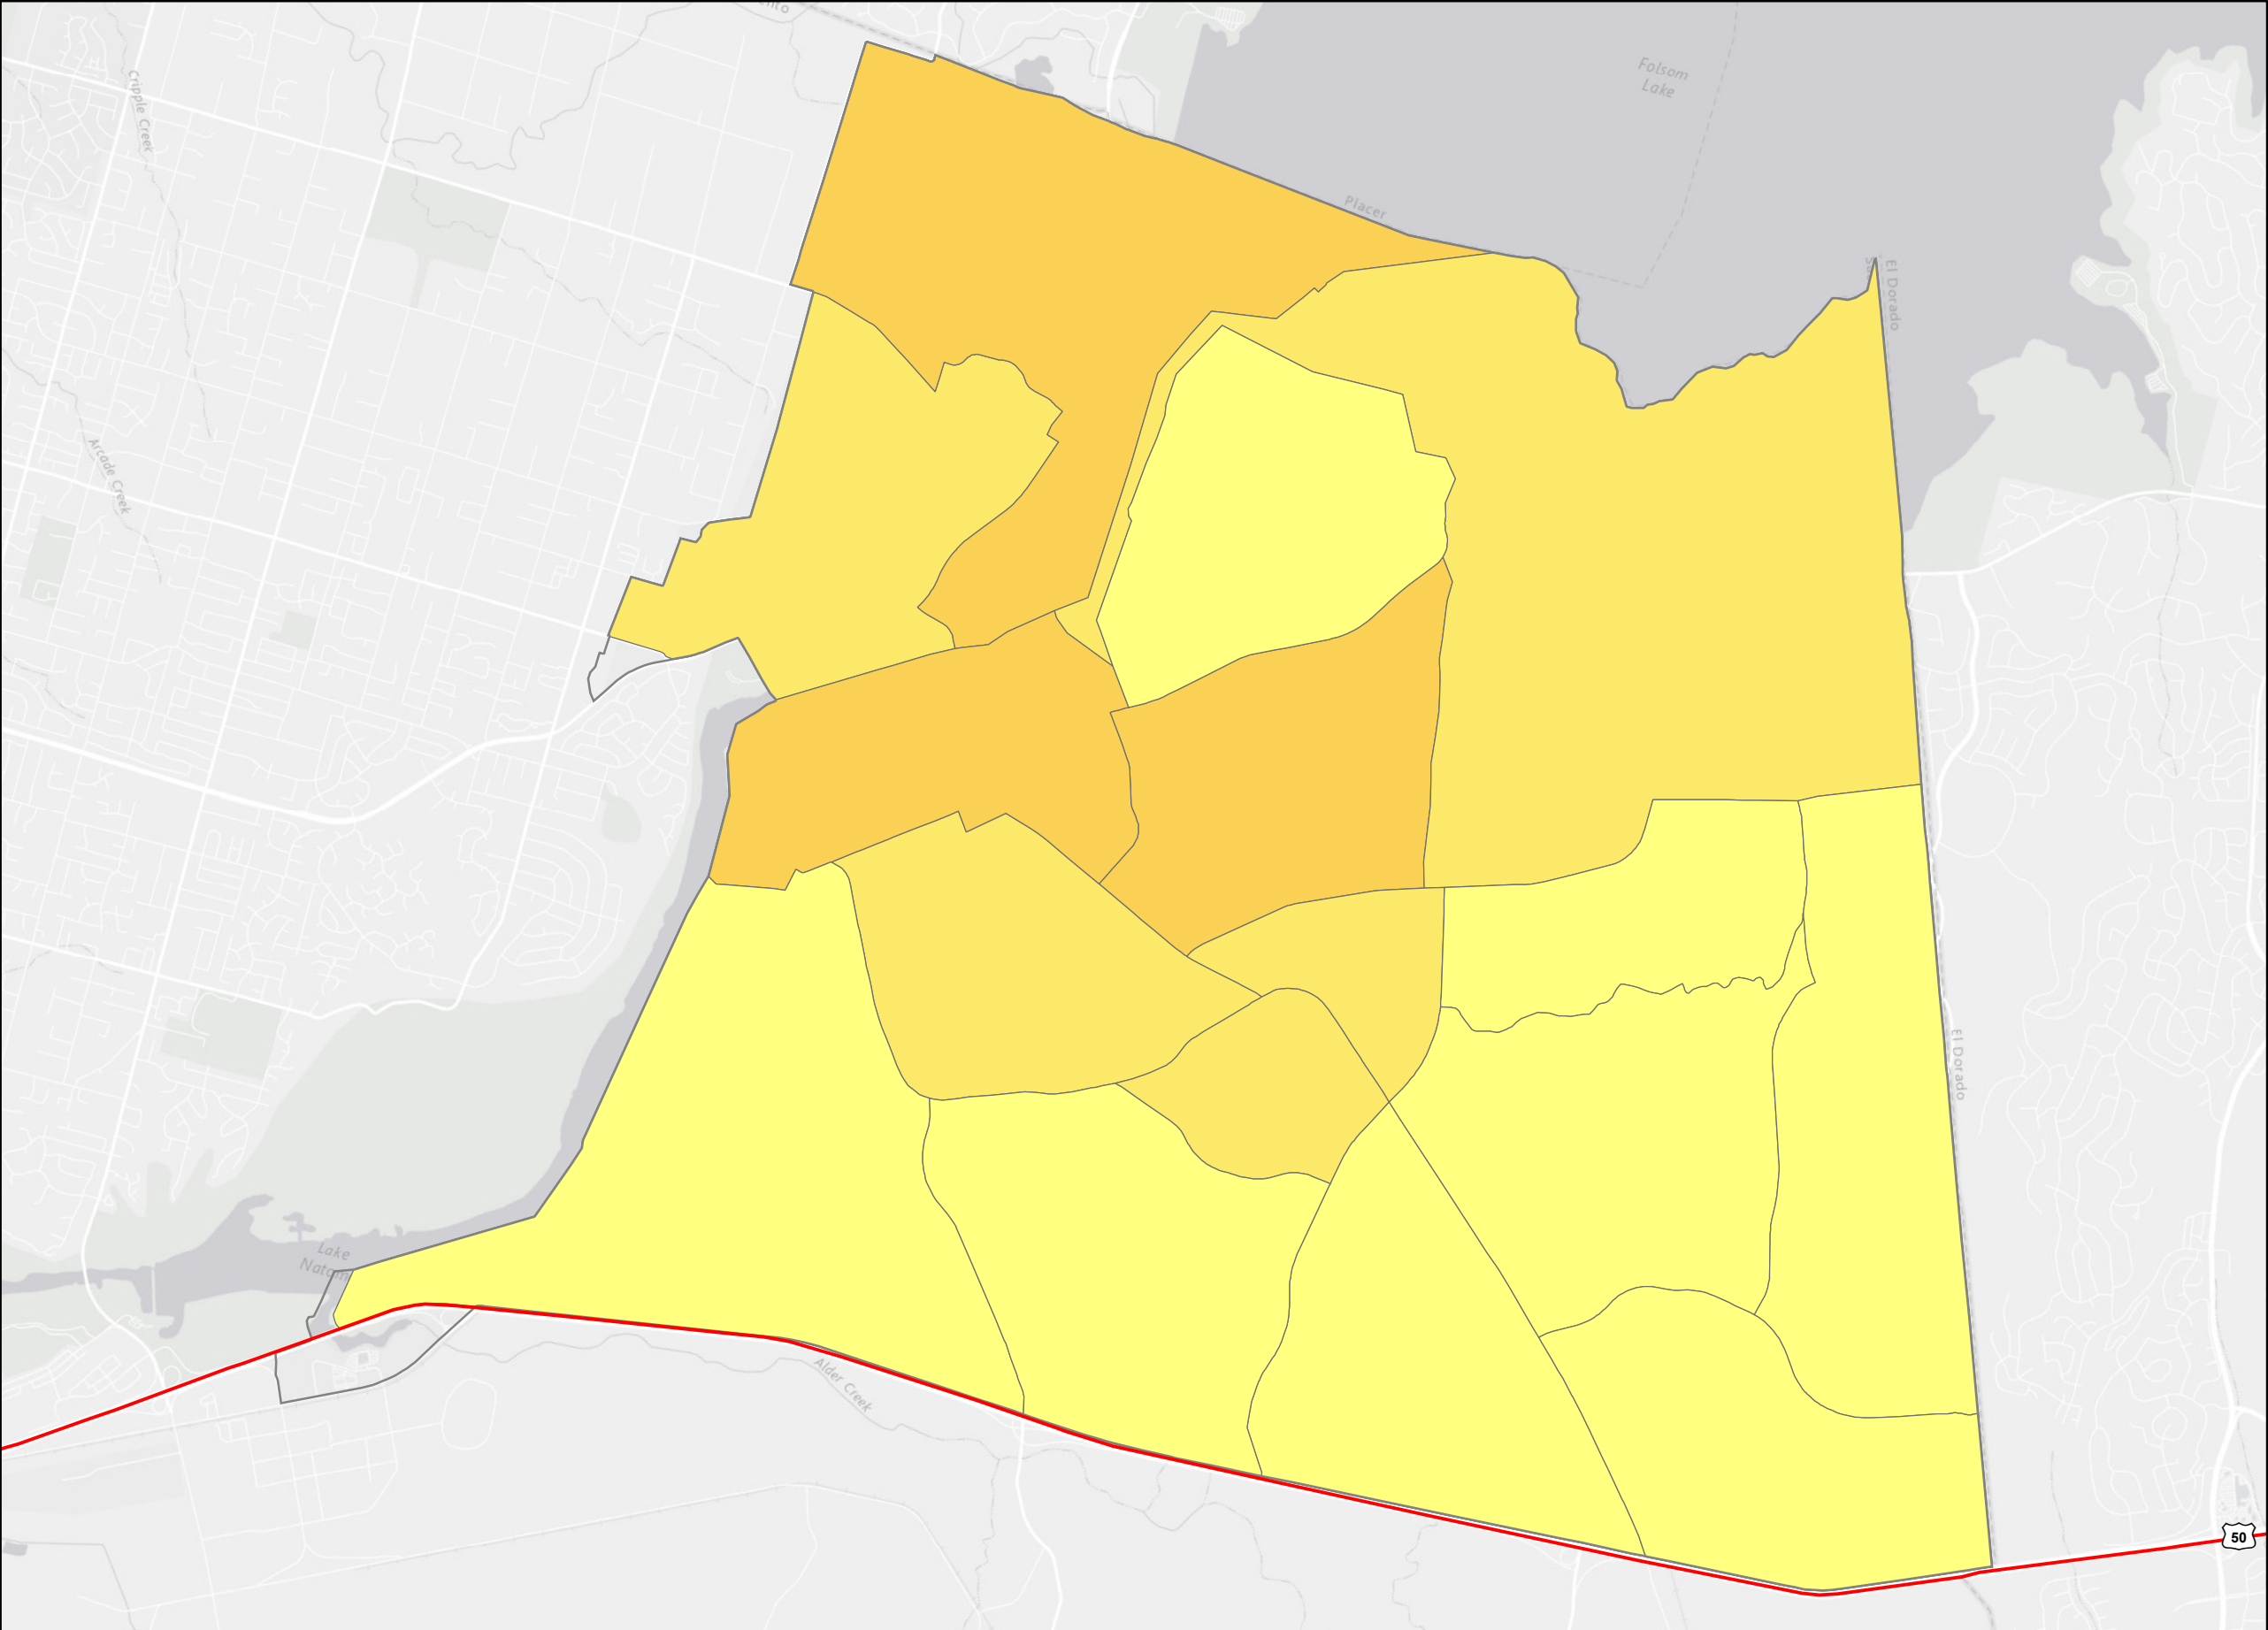 Folsom
Lake
Cripple Creek
Placer
El Dorado
Arcade Creek
El Dorado
Lake
Natom
Alder Creek
50